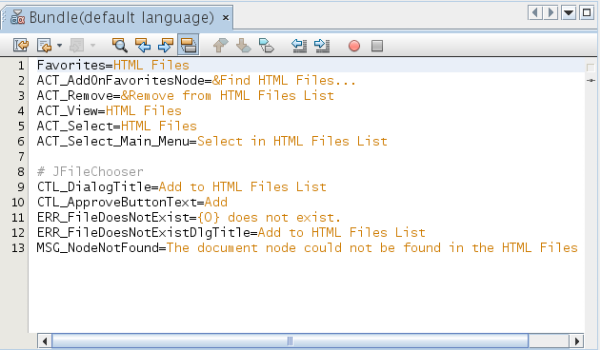 Bundle(default language)
1 Favorites=HTML Files
2 ACT_AddOnFavoritesNode=&Find HTML Files...
3 ACT_Remove=&Remove from HTML Files List
4 ACT_View=HTML Files
5 ACT_Select=HTML Files
6 ACT_Select_Main_Menu=Select in HTML Files List
7
8 # JFileChooser
9 CTL_DialogTitle=Add to HTML Files List
10 CTL_ApproveButtonText=Add
11 ERR_FileDoesNotExist={0} does not exist.
12 ERR_FileDoesNotExistDlgTitle=Add to HTML Files List
13 MSG_NodeNotFound=The document node could not be found in the HTML Files